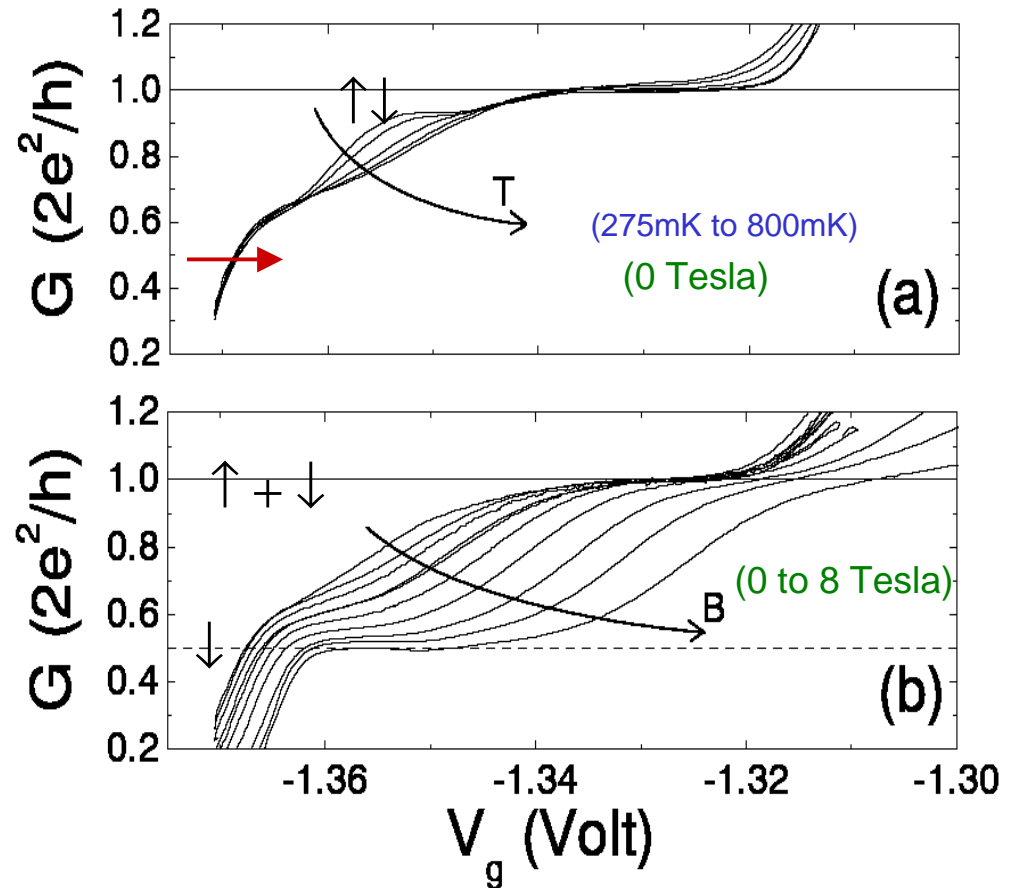 1.2
1.0
0.8
0.6
0.4
0.2
G (2e²/h)
↑↓
T
(275mK to 800mK)
(0 Tesla)
(a)
1.2
1.0
0.8
0.6
0.4
0.2
G (2e²/h)
↑+↓
↓
B
(0 to 8 Tesla)
(b)
-1.36 -1.34 -1.32 -1.30
V_g (Volt)